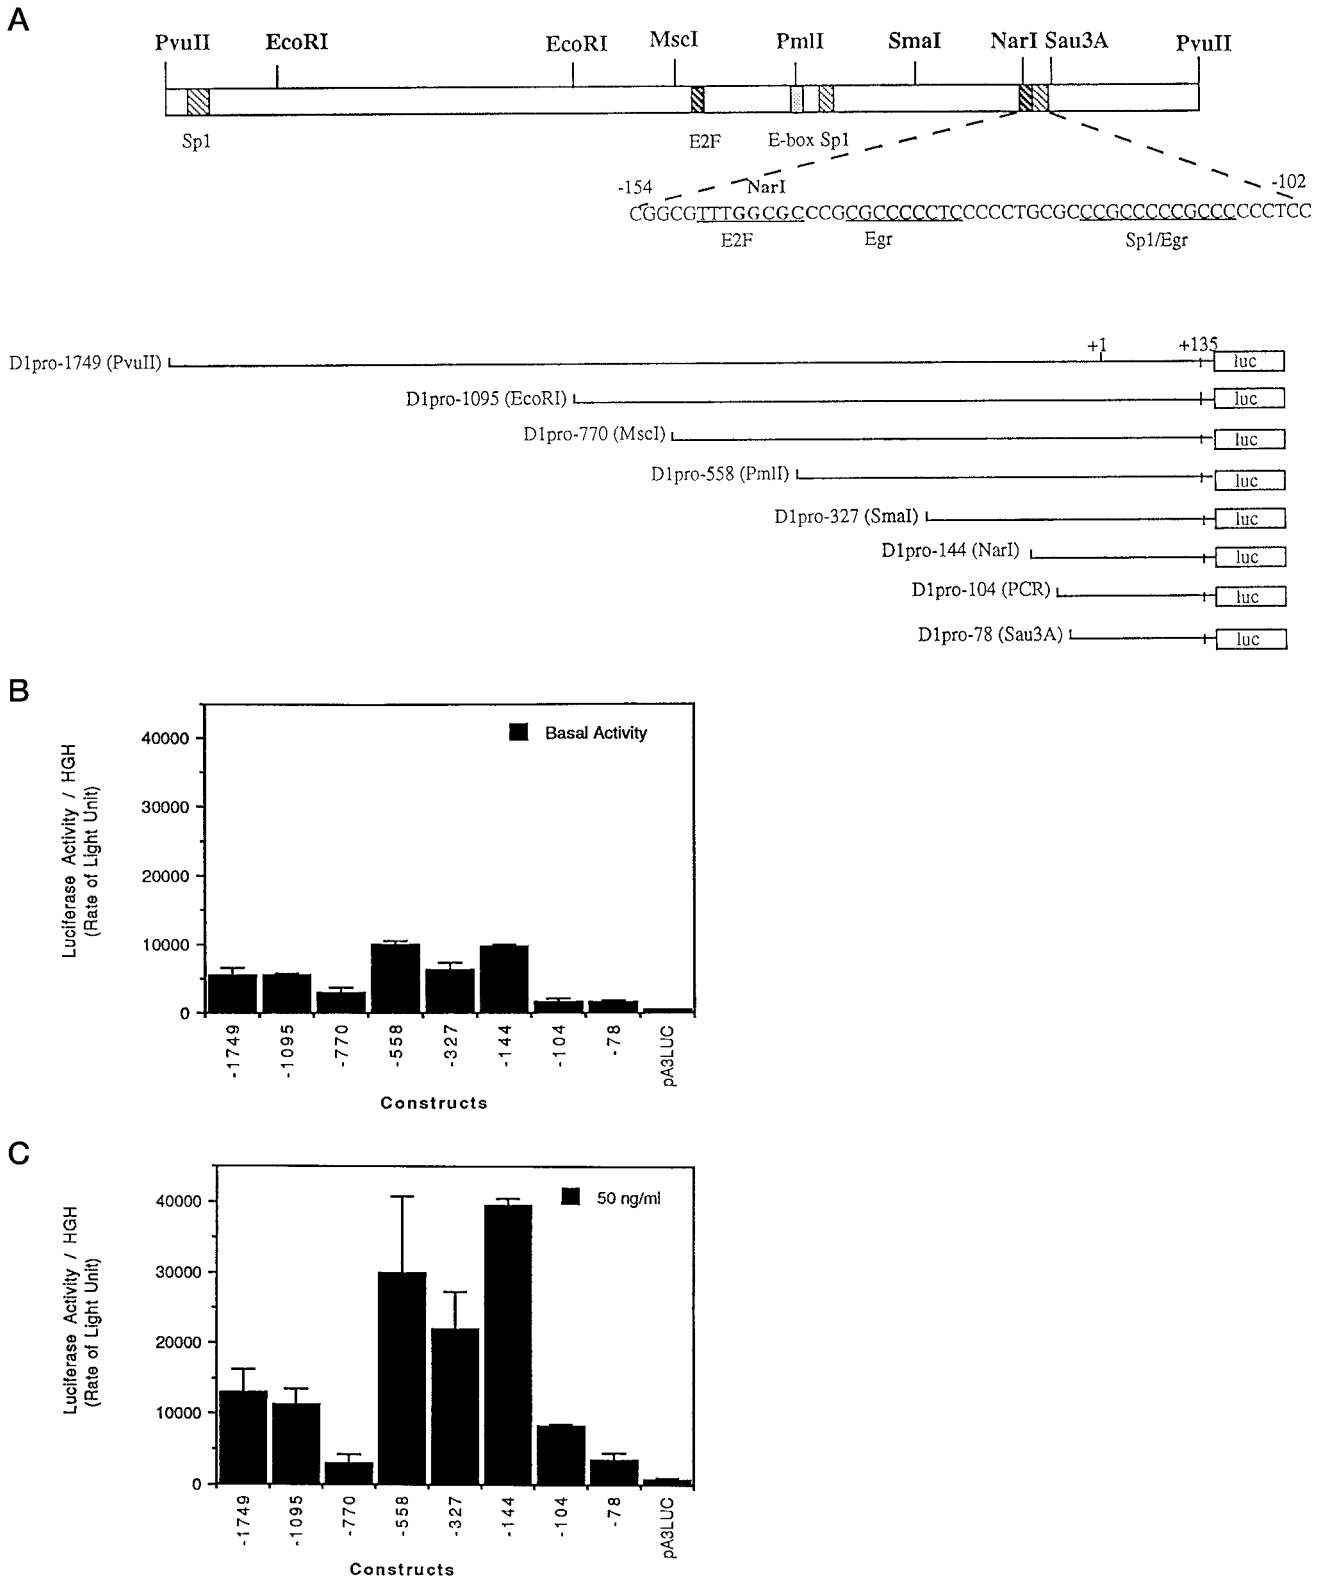 A
PvuII EcoRI EcoRI MscI PmlI SmaI NarI Sau3A PvuII
Sp1 E2F E-box Sp1
-154 NarI -102
CGGCGTTTGGCGCCCGCGCCCCCTCCCCCTGCGCCCGCCCCCGCCCCCCTCC
E2F Egr Sp1/Egr
+1 +135
D1pro-1749 (PvuII) luc
D1pro-1095 (EcoRI) luc
D1pro-770 (MscI) luc
D1pro-558 (PmlI) luc
D1pro-327 (SmaI) luc
D1pro-144 (NarI) luc
D1pro-104 (PCR) luc
D1pro-78 (Sau3A) luc
B
Luciferase Activity / HGH
(Rate of Light Unit)
40000
30000
20000
10000
0
Basal Activity
-1749 -1095 -770 -558 -327 -144 -104 -78 pA3LUC
Constructs
C
Luciferase Activity / HGH
(Rate of Light Unit)
40000
30000
20000
10000
0
50 ng/ml
-1749 -1095 -770 -558 -327 -144 -104 -78 pA3LUC
Constructs